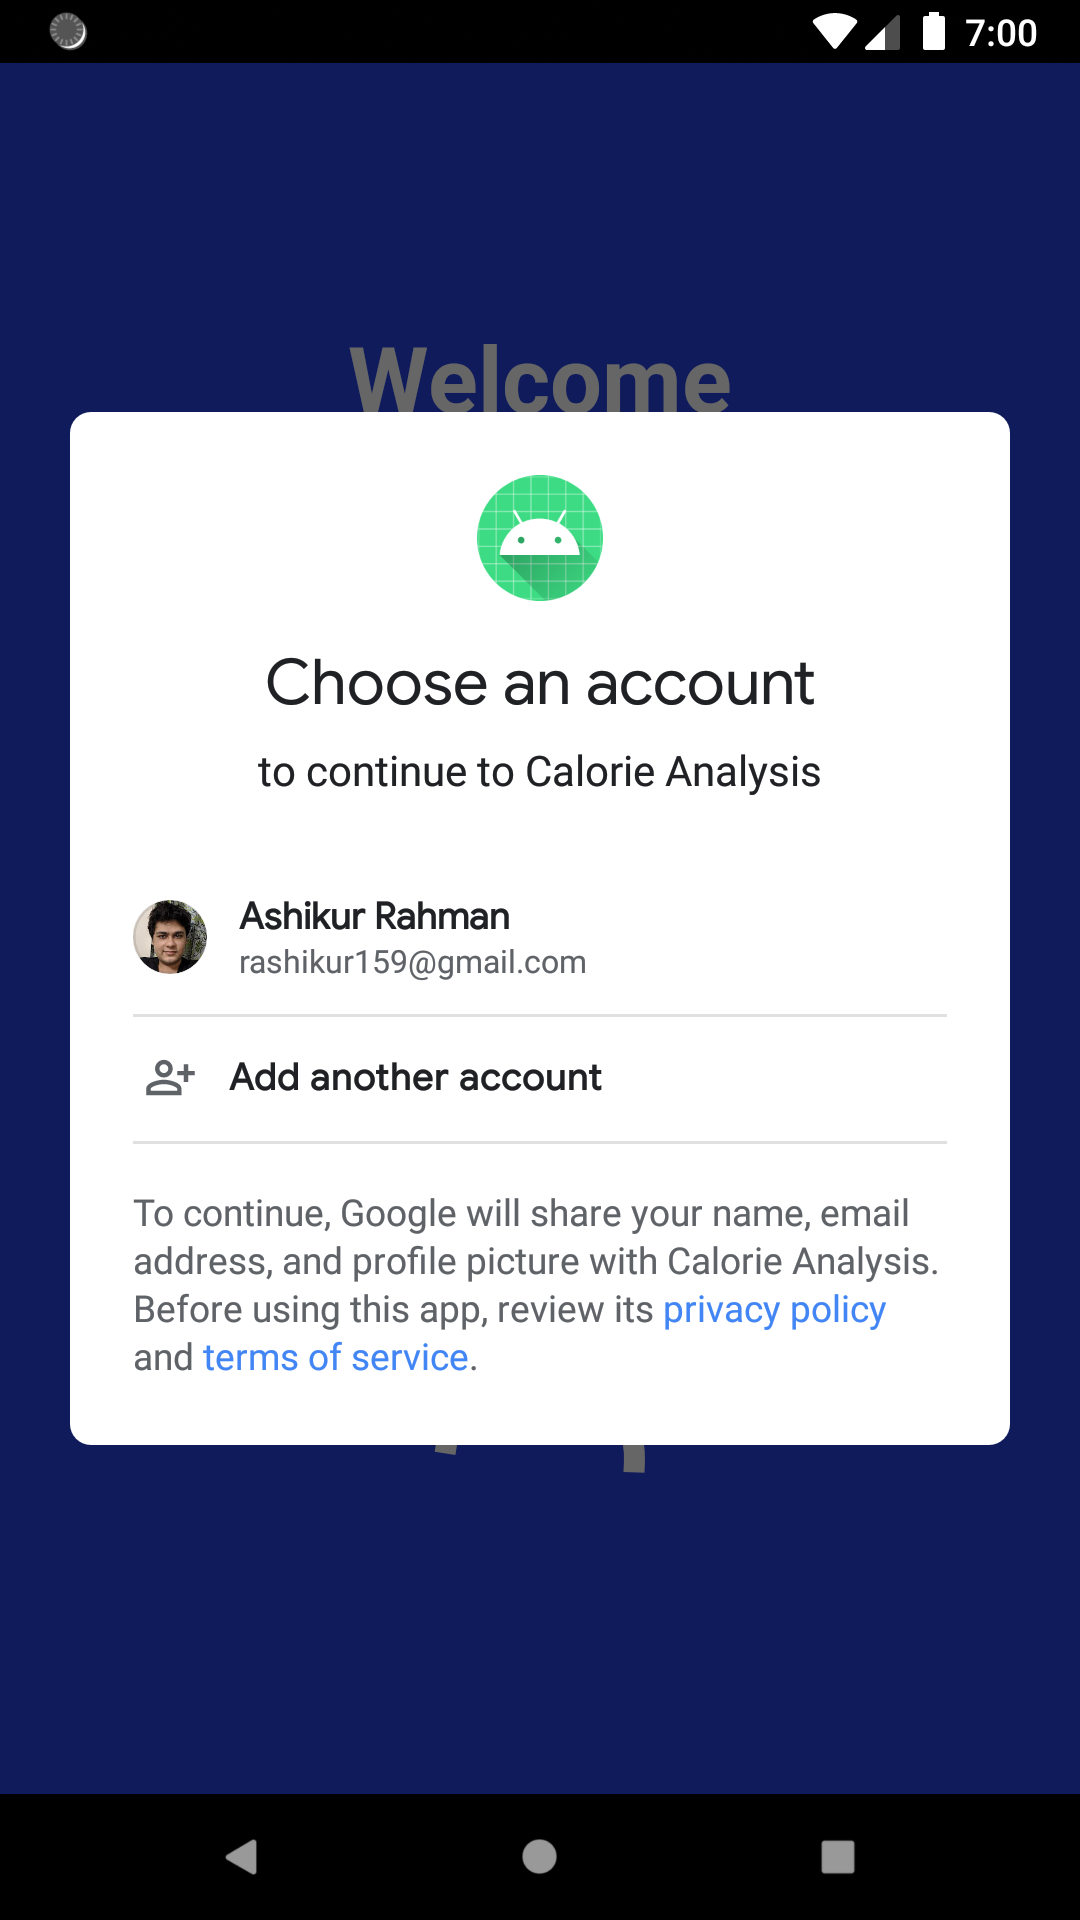 7:00
Welcome
Choose an account
to continue to Calorie Analysis
Ashikur Rahman
rashikur159@gmail.com
Add another account
To continue, Google will share your name, email
address, and profile picture with Calorie Analysis.
Before using this app, review its privacy policy
and terms of service.